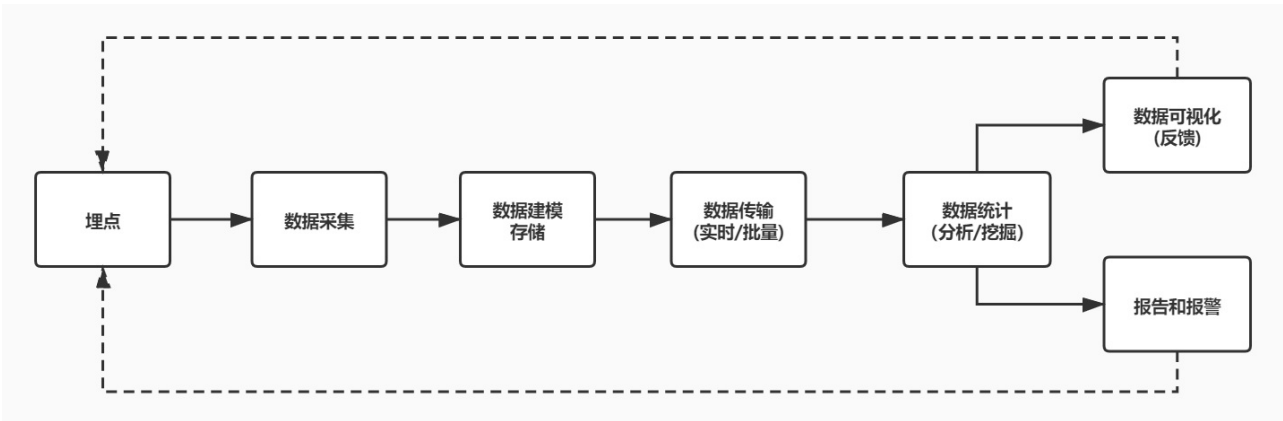 埋点
数据采集
数据建模
存储
数据传输
(实时/批量)
数据统计
(分析/挖掘)
数据可视化
(反馈)
报告和报警